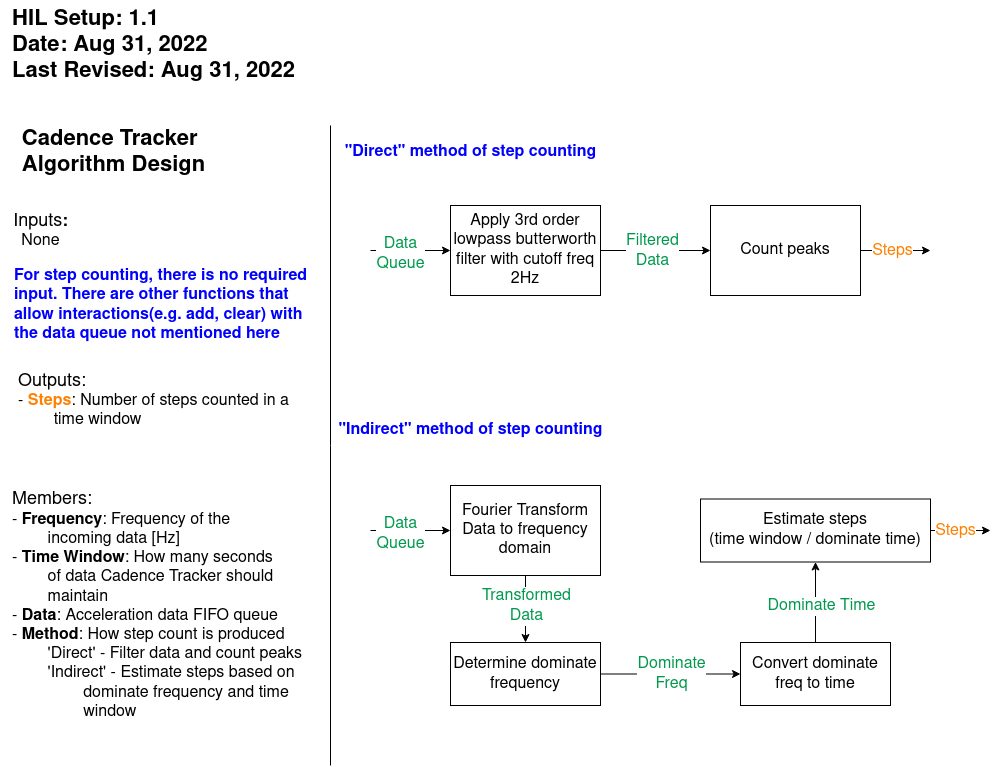 HIL Setup: 1.1
Date: Aug 31, 2022
Last Revised: Aug 31, 2022
Cadence Tracker
Algorithm Design
Inputs:
None
For step counting, there is no required
input. There are other functions that
allow interactions(e.g. add, clear) with
the data queue not mentioned here
Outputs:
- Steps: Number of steps counted in a
time window
Members:
- Frequency: Frequency of the
incoming data [Hz]
- Time Window: How many seconds
of data Cadence Tracker should
maintain
- Data: Acceleration data FIFO queue
- Method: How step count is produced
'Direct' - Filter data and count peaks
'Indirect' - Estimate steps based on
dominate frequency and time
window
"Direct" method of step counting
Data
Queue
Apply 3rd order
lowpass butterworth
filter with cutoff freq
2Hz
Filtered
Data
Count peaks
Steps
"Indirect" method of step counting
Data
Queue
Fourier Transform
Data to frequency
domain
Transformed
Data
Determine dominate
frequency
Dominate
Freq
Convert dominate
freq to time
Dominate Time
Estimate steps
(time window / dominate time)
Steps